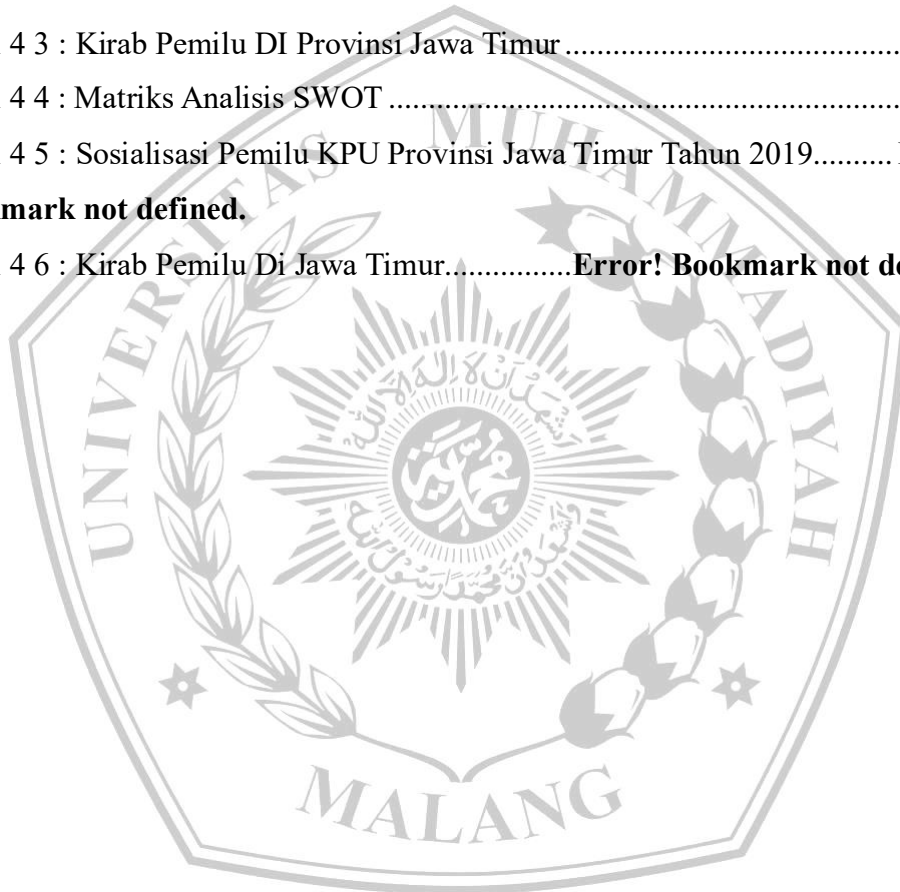 4 3 : Kirab Pemilu DI Provinsi Jawa Timur
4 4 : Matriks Analisis SWOT
4 5 : Sosialisasi Pemilu KPU Provinsi Jawa Timur Tahun 2019..........
mark not defined.
4 6 : Kirab Pemilu Di Jawa Timur................Error! Bookmark not de
UNIVERSITAS MUHAMMADIYAH
MALANG